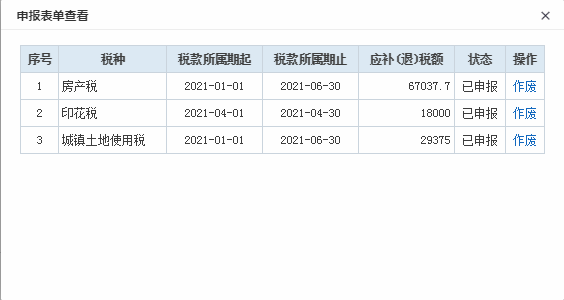 申报表单查看 ×
序号 税种 税款所属期起 税款所属期止 应补(退)税额 状态 操作
1 房产税 2021-01-01 2021-06-30 67037.7 已申报 作废
2 印花税 2021-04-01 2021-04-30 18000 已申报 作废
3 城镇土地使用税 2021-01-01 2021-06-30 29375 已申报 作废